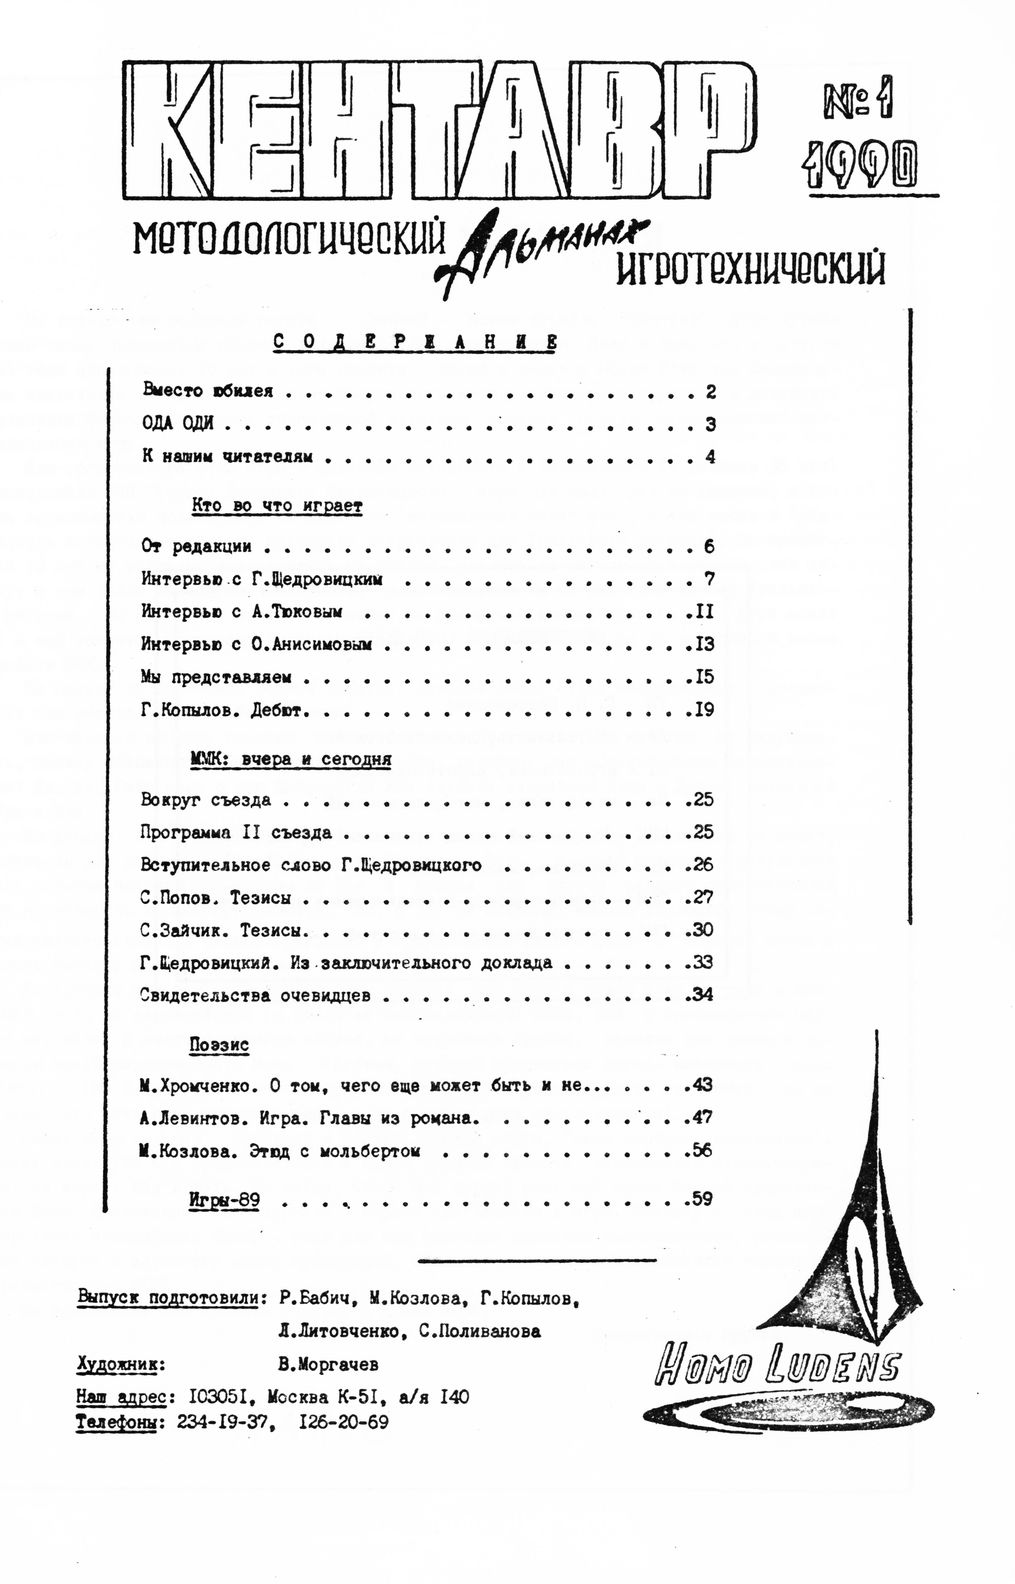 КЕНТАВР
№1
1990
МЕТОДОЛОГИЧЕСКИЙ АЛЬМАНАХ
ИГРОТЕХНИЧЕСКИЙ
СОДЕРЖАНИЕ
Вместо юбилея . . . . . . . . . . . . . . . . . . . . . 2
ОДА ОДИ . . . . . . . . . . . . . . . . . . . . . . . . 3
К нашим читателям . . . . . . . . . . . . . . . . . . . 4
Кто во что играет
От редакции . . . . . . . . . . . . . . . . . . . . . . 6
Интервью с Г.Щедровицким . . . . . . . . . . . . . . . 7
Интервью с А.Тюковым . . . . . . . . . . . . . . . . .II
Интервью с О.Анисимовым . . . . . . . . . . . . . . . .I3
Мы представляем . . . . . . . . . . . . . . . . . . . .I5
Г.Копылов. Дебют. . . . . . . . . . . . . . . . . . . .I9
ММК: вчера и сегодня
Вокруг съезда . . . . . . . . . . . . . . . . . . . . .25
Программа II съезда . . . . . . . . . . . . . . . . . .25
Вступительное слово Г.Щедровицкого . . . . . . . . . .26
С.Попов. Тезисы . . . . . . . . . . . . . . . . . . . .27
С.Зайчик. Тезисы. . . . . . . . . . . . . . . . . . . .30
Г.Щедровицкий. Из заключительного доклада . . . . . . .33
Свидетельства очевидцев . . . . . . . . . . . . . . . .34
Поэзис
М.Хромченко. О том, чего еще может быть и не... . . . .43
А.Левинтов. Игра. Главы из романа. . . . . . . . . . .47
М.Козлова. Этюд с мольбертом . . . . . . . . . . . . .56
Игры-89 . . . . . . . . . . . . . . . . . . . . .59
Выпуск подготовили: Р.Бабич, М.Козлова, Г.Копылов,
Л.Литовченко, С.Поливанова
Художник: В.Моргачев
Наш адрес: I0305I, Москва К-5I, а/я I40
Телефоны: 234-I9-37, I26-20-69
HOMO LUDENS